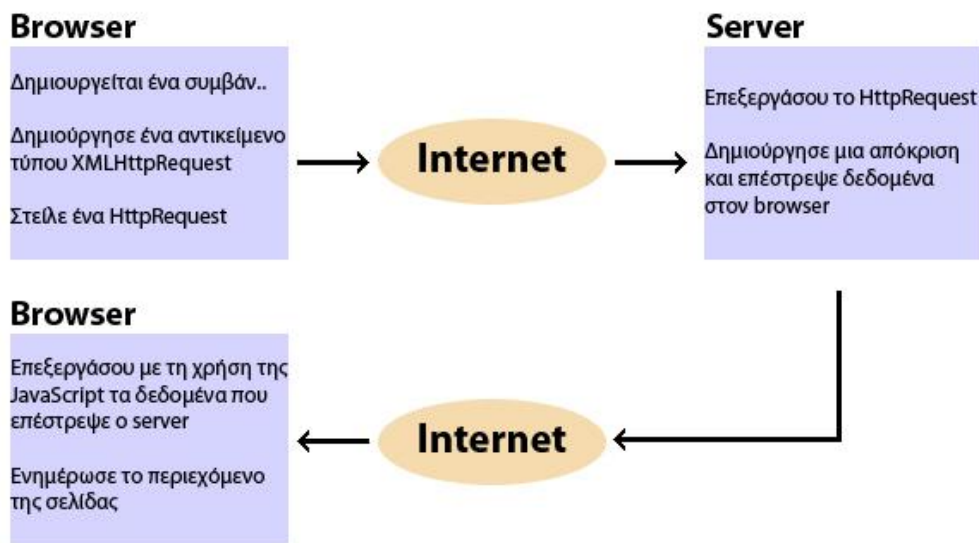 Browser
Δημιουργείται ένα συμβάν..
Δημιούργησε ένα αντικείμενο
τύπου XMLHttpRequest
Στείλε ένα HttpRequest
Internet
Server
Επεξεργάσου το HttpRequest
Δημιούργησε μια απόκριση
και επέστρεψε δεδομένα
στον browser
Browser
Επεξεργάσου με τη χρήση της
JavaScript τα δεδομένα που
επέστρεψε ο server
Ενημέρωσε το περιεχόμενο
της σελίδας
Internet